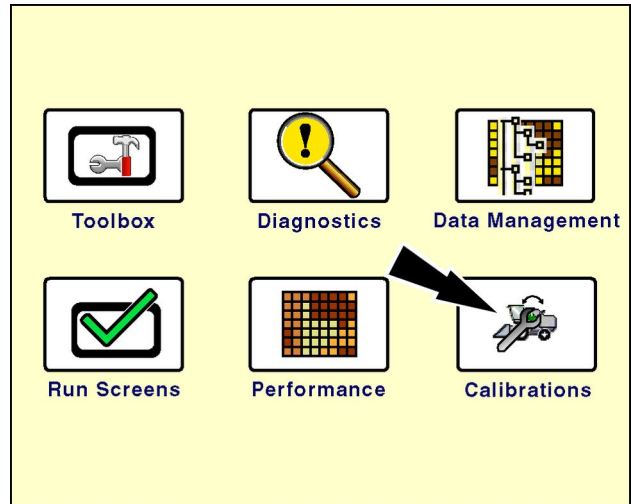 Toolbox
Diagnostics
Data Management
Run Screens
Performance
Calibrations